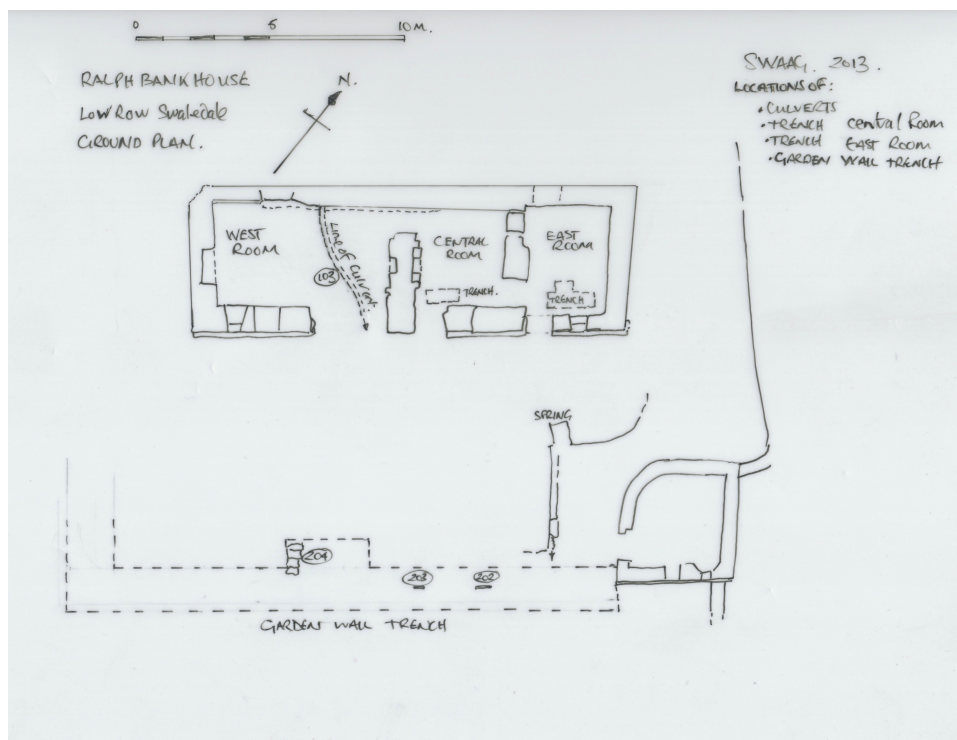 0 5 10 M.
RALPH BANK HOUSE
LOW ROW Swaledale
GROUND PLAN.
N.
SWAAG. 2013.
LOCATIONS OF:
• CULVERTS
• TRENCH Central Room
• TRENCH EAST ROOM
• GARDEN WALL TRENCH
WEST
ROOM
Line of Culvert.
103
CENTRAL
ROOM
TRENCH.
EAST
ROOM
TRENCH
SPRING
204
203
202
GARDEN WALL TRENCH